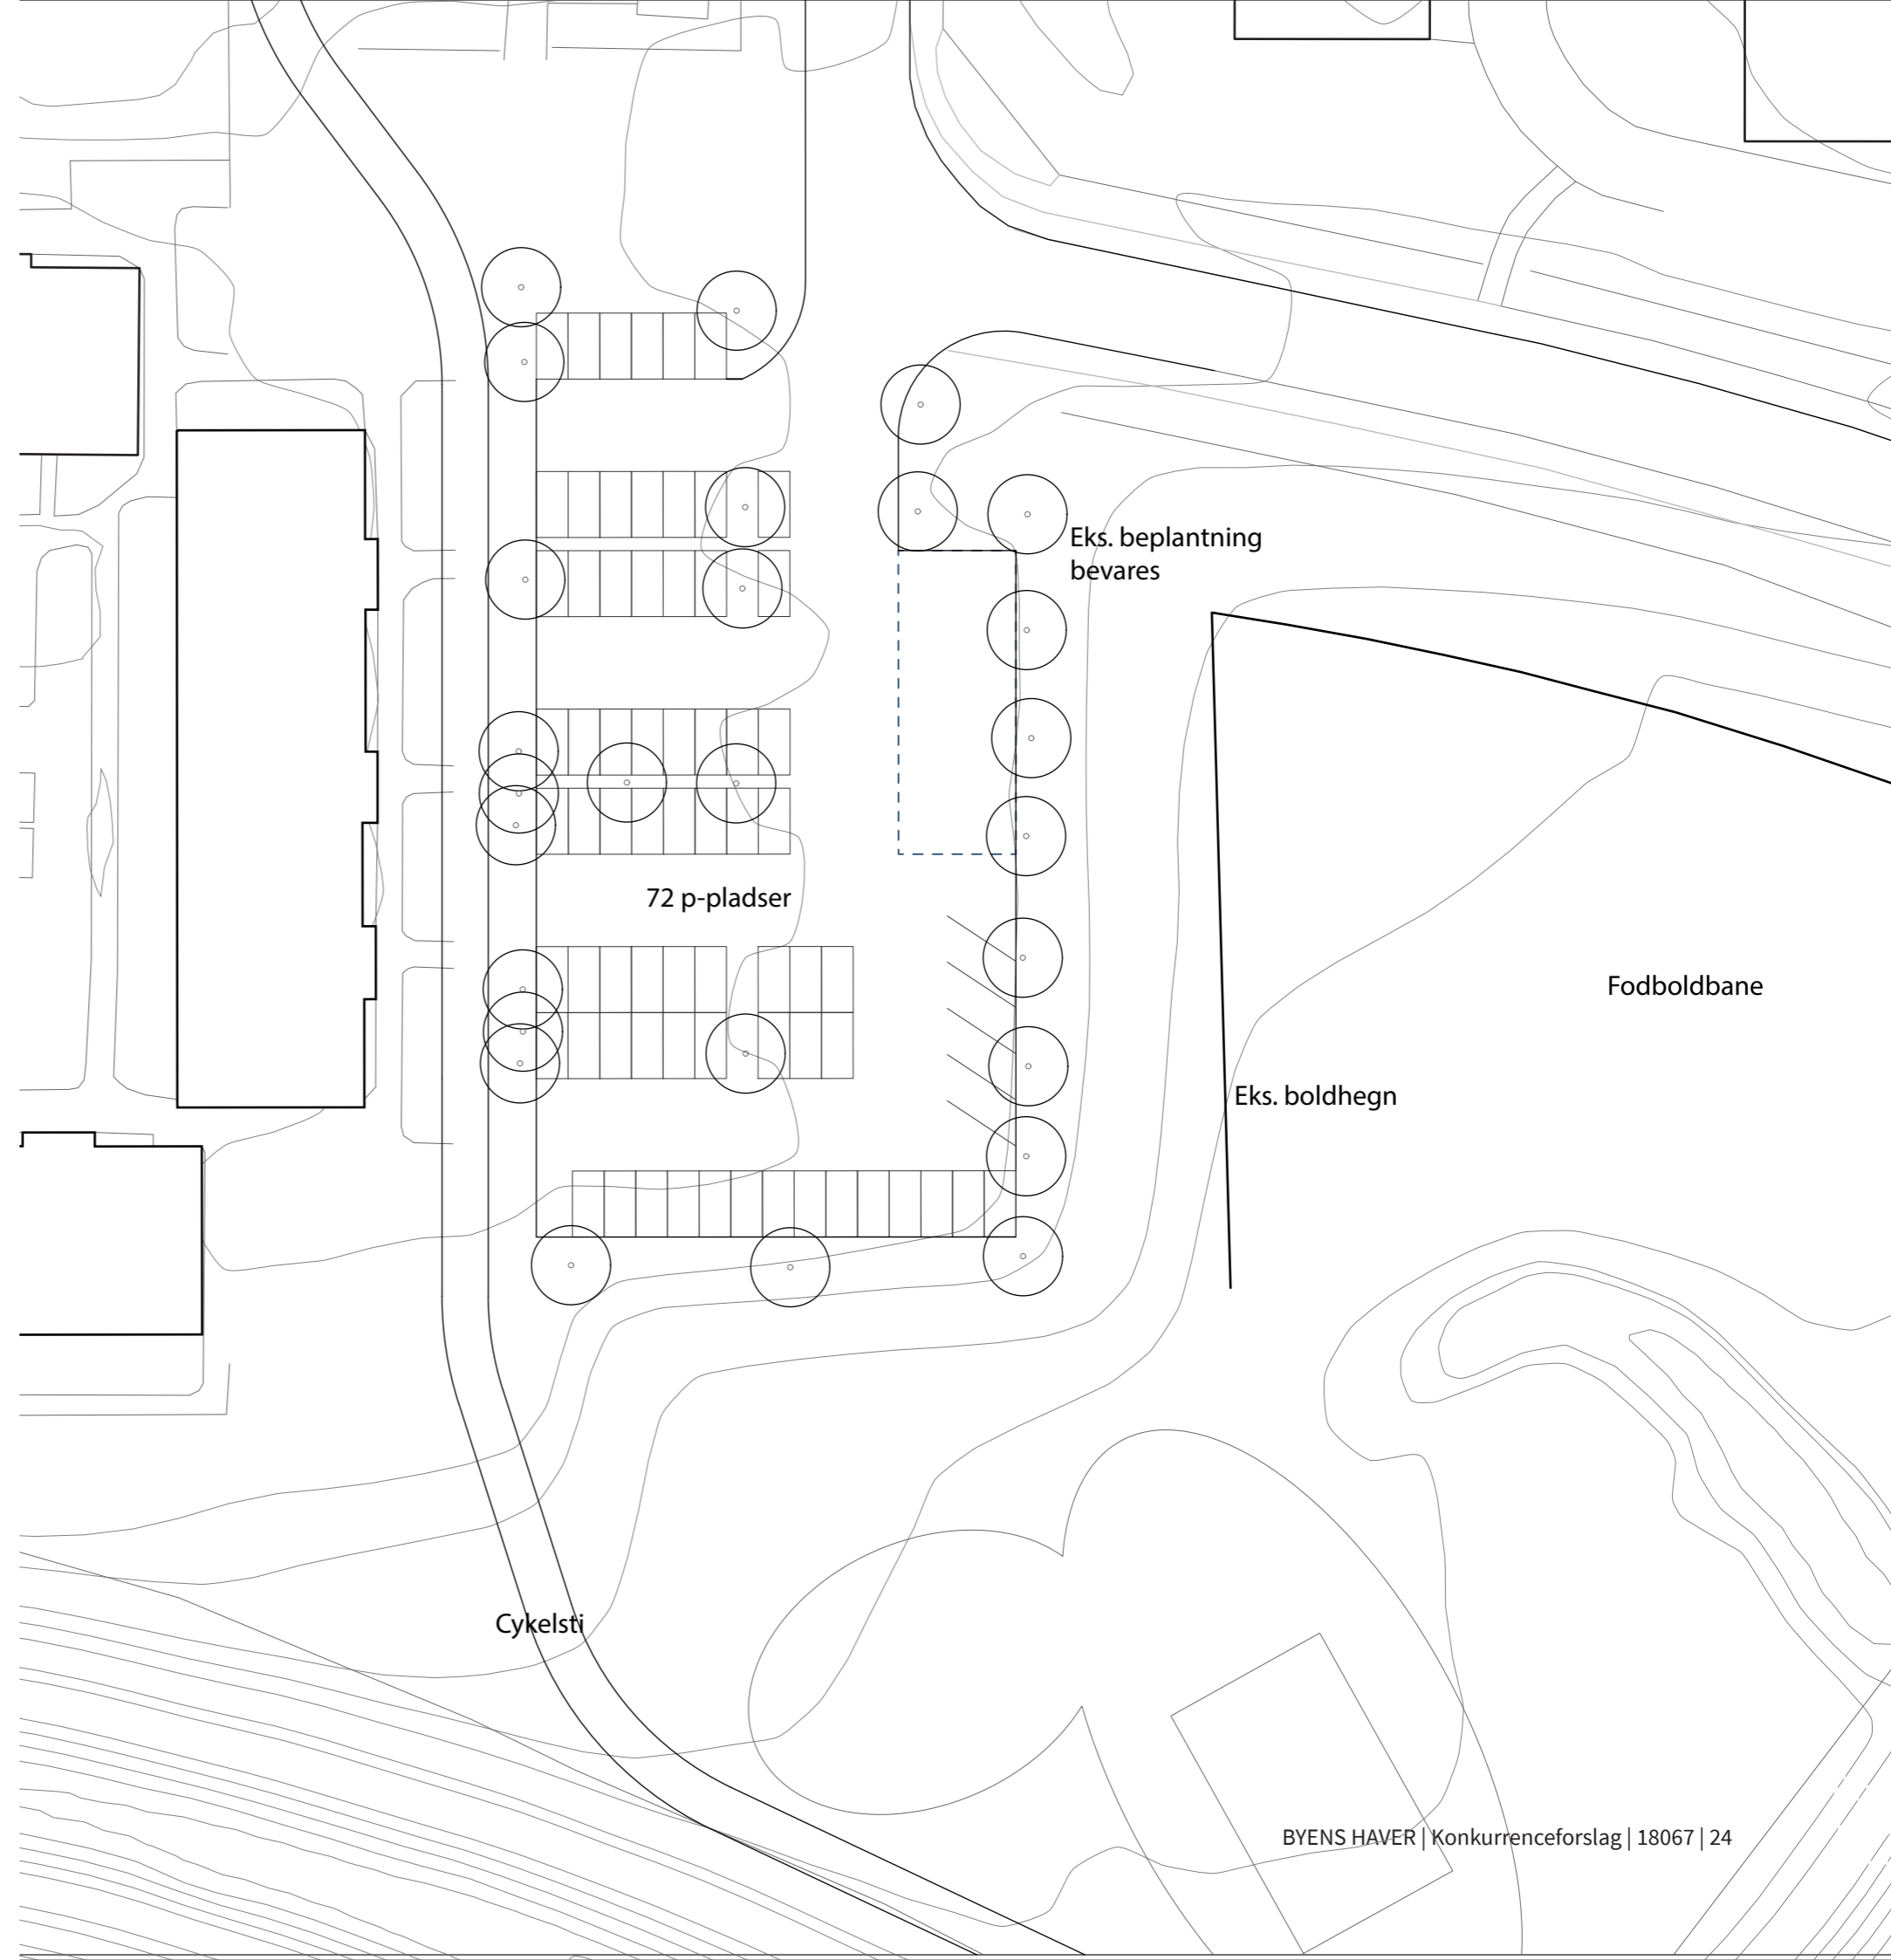 Eks. beplantning
bevares
72 p-pladser
Fodboldbane
Eks. boldhegn
Cykelsti
BYENS HAVER | Konkurrenceforslag | 18067 | 24